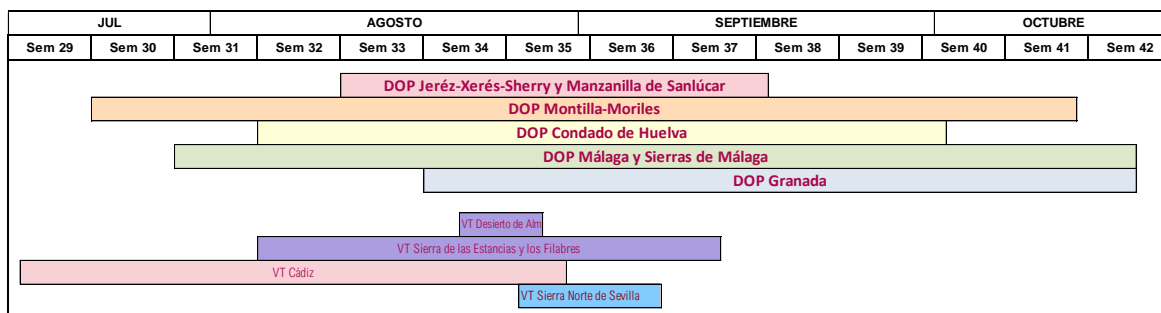 JUL AGOSTO SEPTIEMBRE OCTUBRE
Sem 29 Sem 30 Sem 31 Sem 32 Sem 33 Sem 34 Sem 35 Sem 36 Sem 37 Sem 38 Sem 39 Sem 40 Sem 41 Sem 42
DOP Jeréz-Xerés-Sherry y Manzanilla de Sanlúcar
DOP Montilla-Moriles
DOP Condado de Huelva
DOP Málaga y Sierras de Málaga
DOP Granada
VT Desierto de Alm
VT Sierra de las Estancias y los Filabres
VT Cádiz
VT Sierra Norte de Sevilla